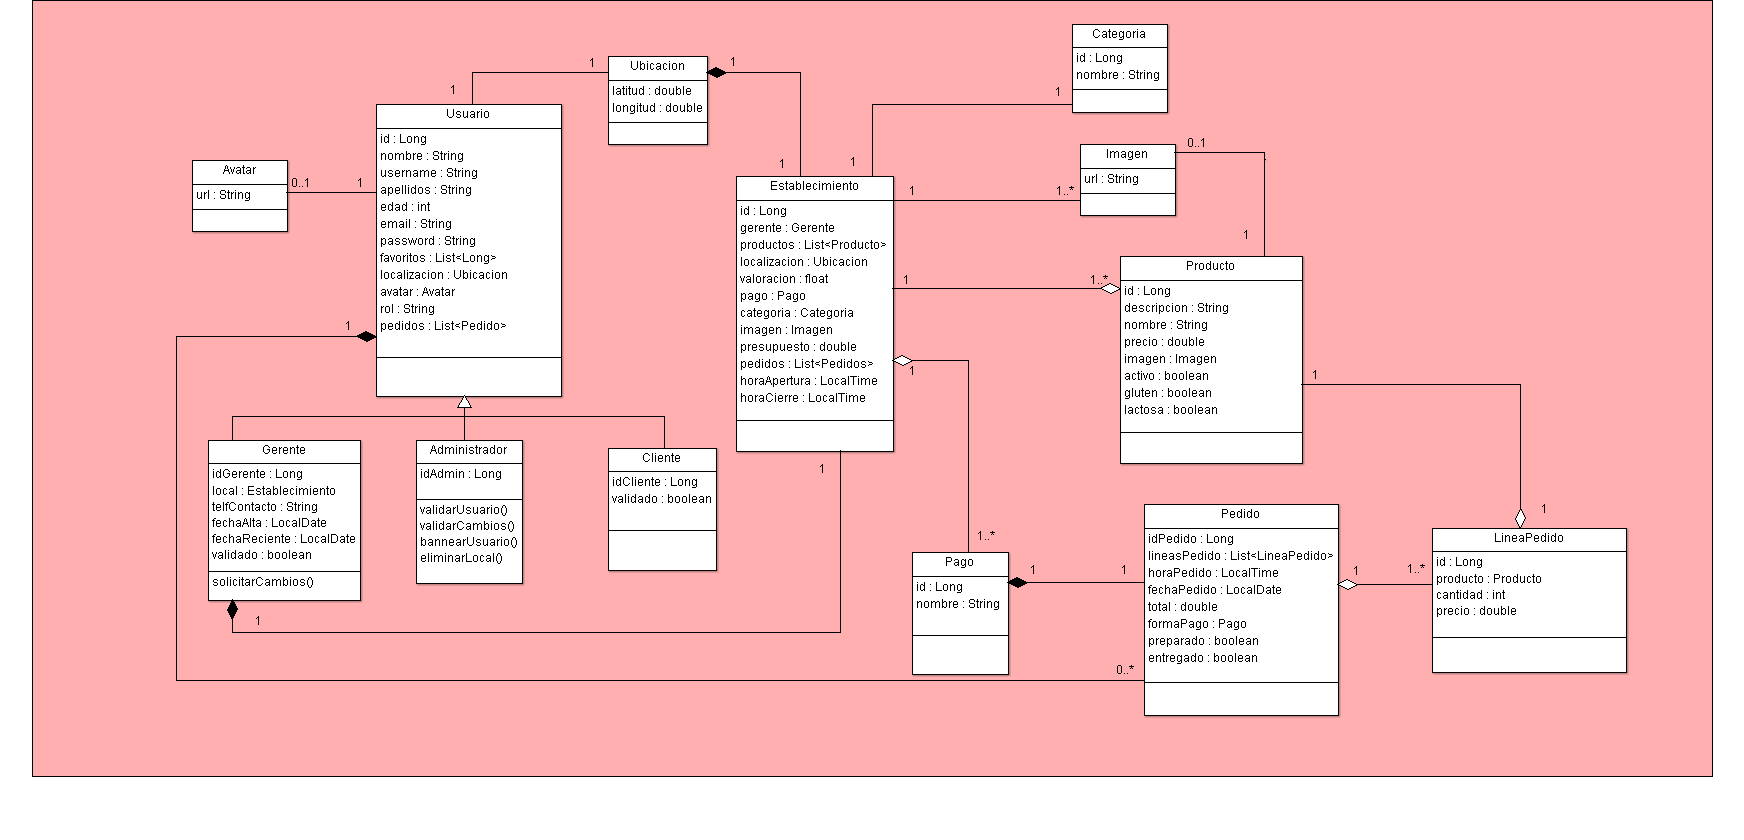 Categoria
id : Long
nombre : String
1
1
Ubicacion
latitud : double
longitud : double
1
1
1
1
Usuario
id : Long
nombre : String
username : String
apellidos : String
edad : int
email : String
password : String
favoritos : List<Long>
localizacion : Ubicacion
avatar : Avatar
rol : String
pedidos : List<Pedido>
Avatar
url : String
0..1
1
Imagen
url : String
0..1
1
1
1..*
Establecimiento
id : Long
gerente : Gerente
productos : List<Producto>
localizacion : Ubicacion
valoracion : float
pago : Pago
categoria : Categoria
imagen : Imagen
presupuesto : double
pedidos : List<Pedidos>
horaApertura : LocalTime
horaCierre : LocalTime
1
1..*
Producto
id : Long
descripcion : String
nombre : String
precio : double
imagen : Imagen
activo : boolean
gluten : boolean
lactosa : boolean
1
1
1
1
Gerente
idGerente : Long
local : Establecimiento
telfContacto : String
fechaAlta : LocalDate
fechaReciente : LocalDate
validado : boolean
solicitarCambios()
1
Administrador
idAdmin : Long
validarUsuario()
validarCambios()
bannearUsuario()
eliminarLocal()
Cliente
idCliente : Long
validado : boolean
1
1..*
Pago
id : Long
nombre : String
1
1
Pedido
idPedido : Long
lineasPedido : List<LineaPedido>
horaPedido : LocalTime
fechaPedido : LocalDate
total : double
formaPago : Pago
preparado : boolean
entregado : boolean
0..*
1
1..*
LineaPedido
id : Long
producto : Producto
cantidad : int
precio : double